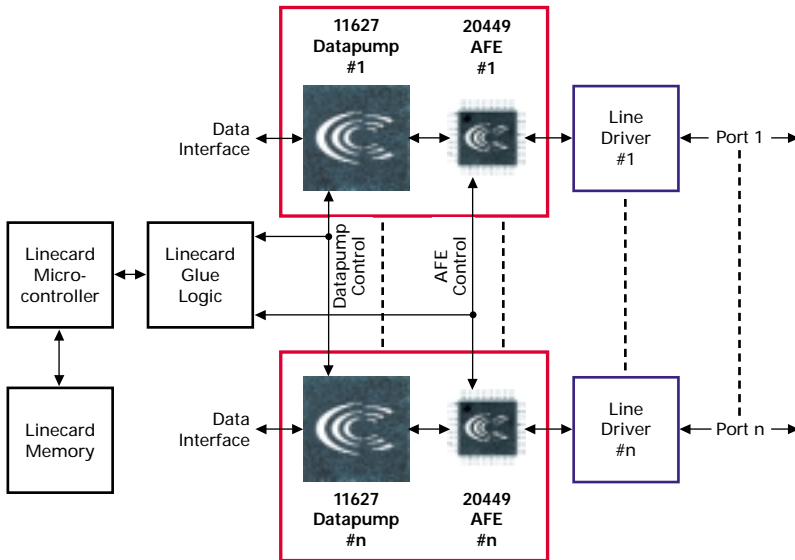 11627
Datapump
#1
20449
AFE
#1
Data
Interface
Line
Driver
#1
Port 1
Linecard
Micro-
controller
Linecard
Glue
Logic
Datapump
Control
AFE
Control
Linecard
Memory
Data
Interface
Line
Driver
#n
Port n
11627
Datapump
#n
20449
AFE
#n